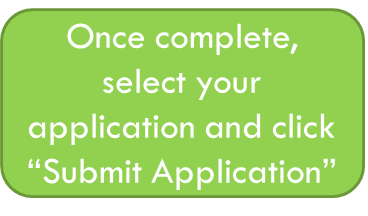 Once complete,
select your
application and click
“Submit Application”